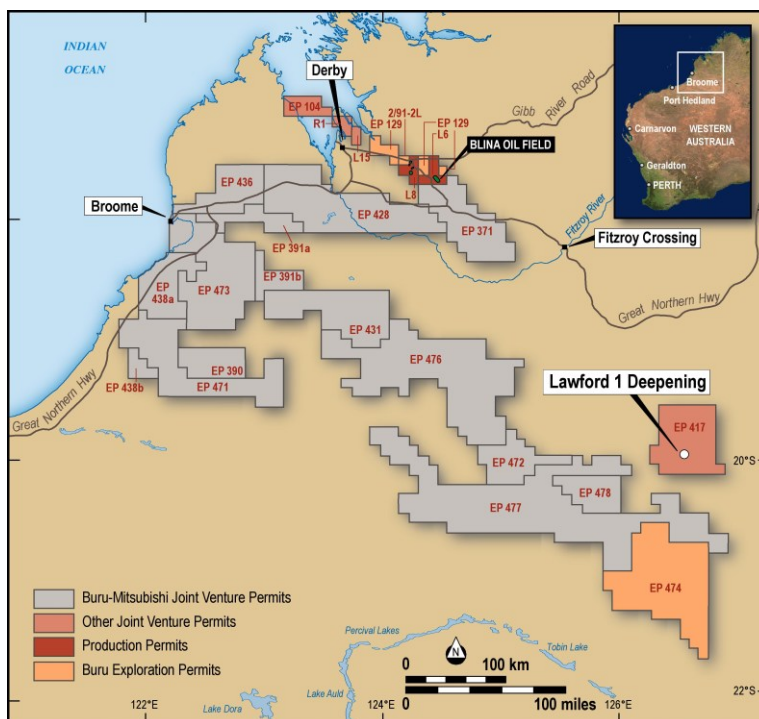 INDIAN
OCEAN
Derby
EP 104
R1
L15
EP
129
2/91-2L
EP 129
L6
L8
BLINA OIL FIELD
Gibb River Road
Broome
EP 436
EP 428
EP 371
EP 391a
Fitzroy River
Fitzroy Crossing
Great Northern Hwy
EP 391b
EP
438a
EP 473
EP 431
EP 476
EP 390
EP 471
EP 438b
Great Northern Hwy
Lawford 1 Deepening
EP 417
20°S
EP 472
EP 478
EP 477
EP 474
Broome
Port Hedland
Carnarvon
WESTERN
AUSTRALIA
Geraldton
PERTH
Buru-Mitsubishi Joint Venture Permits
Other Joint Venture Permits
Production Permits
Buru Exploration Permits
Percival Lakes
Tobin Lake
Lake Auld
Lake Dora
N
0 100 km
0 100 miles
22°S
122°E
124°E
126°E